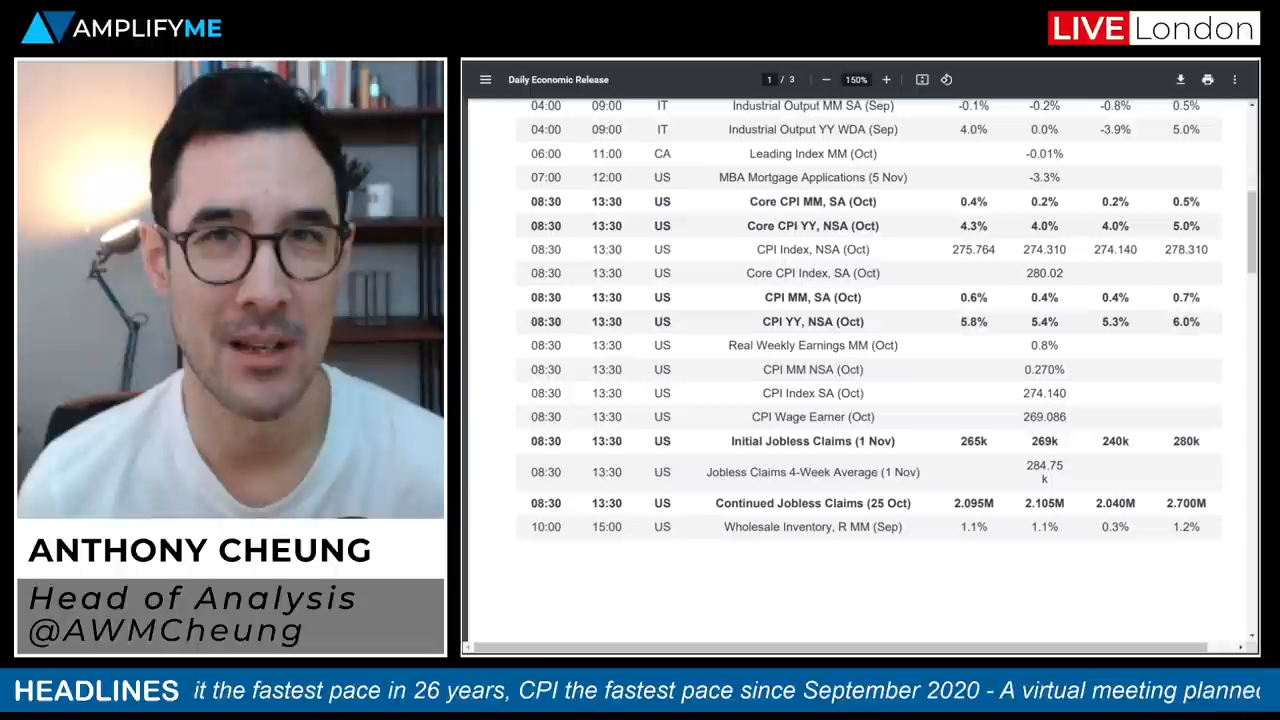 AMPLIFYME
LIVE London
Daily Economic Release
1 / 3
150%
04:00 09:00 IT Industrial Output MM SA (Sep) -0.1% -0.2% -0.8% 0.5%
04:00 09:00 IT Industrial Output YY WDA (Sep) 4.0% 0.0% -3.9% 5.0%
06:00 11:00 CA Leading Index MM (Oct) -0.01%
07:00 12:00 US MBA Mortgage Applications (5 Nov) -3.3%
08:30 13:30 US Core CPI MM, SA (Oct) 0.4% 0.2% 0.2% 0.5%
08:30 13:30 US Core CPI YY, NSA (Oct) 4.3% 4.0% 4.0% 5.0%
08:30 13:30 US CPI Index, NSA (Oct) 275.764 274.310 274.140 278.310
08:30 13:30 US Core CPI Index, SA (Oct) 280.02
08:30 13:30 US CPI MM, SA (Oct) 0.6% 0.4% 0.4% 0.7%
08:30 13:30 US CPI YY, NSA (Oct) 5.8% 5.4% 5.3% 6.0%
08:30 13:30 US Real Weekly Earnings MM (Oct) 0.8%
08:30 13:30 US CPI MM NSA (Oct) 0.270%
08:30 13:30 US CPI Index SA (Oct) 274.140
08:30 13:30 US CPI Wage Earner (Oct) 269.086
08:30 13:30 US Initial Jobless Claims (1 Nov) 265k 269k 240k 280k
08:30 13:30 US Jobless Claims 4-Week Average (1 Nov) 284.75
k
08:30 13:30 US Continued Jobless Claims (25 Oct) 2.095M 2.105M 2.040M 2.700M
10:00 15:00 US Wholesale Inventory, R MM (Sep) 1.1% 1.1% 0.3% 1.2%
ANTHONY CHEUNG
Head of Analysis
@AWMCheung
HEADLINES it the fastest pace in 26 years, CPI the fastest pace since September 2020 - A virtual meeting planned